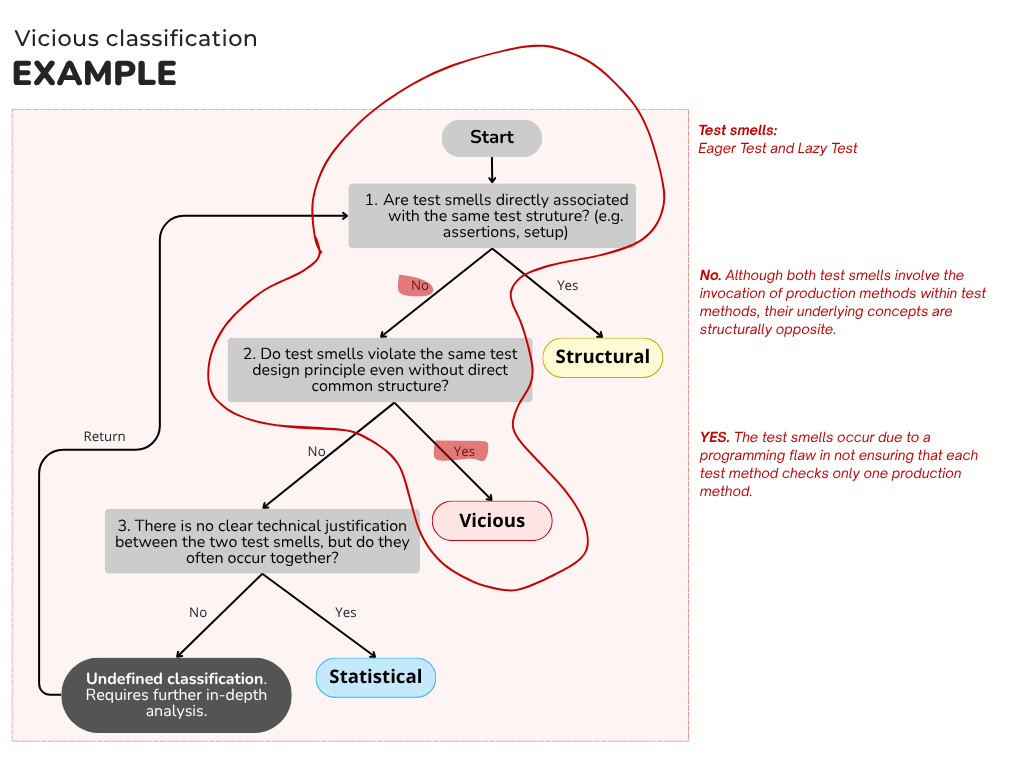 Vicious classification
EXAMPLE
Start
Test smells:
Eager Test and Lazy Test
1. Are test smells directly associated
with the same test struture? (e.g.
assertions, setup)
No
Yes
No. Although both test smells involve the
invocation of production methods within test
methods, their underlying concepts are
structurally opposite.
2. Do test smells violate the same test
design principle even without direct
common structure?
Structural
Return
No
Yes
YES. The test smells occur due to a
programming flaw in not ensuring that each
test method checks only one production
method.
3. There is no clear technical justification
between the two test smells, but do they
often occur together?
Vicious
No
Yes
Undefined classification.
Requires further in-depth
analysis.
Statistical